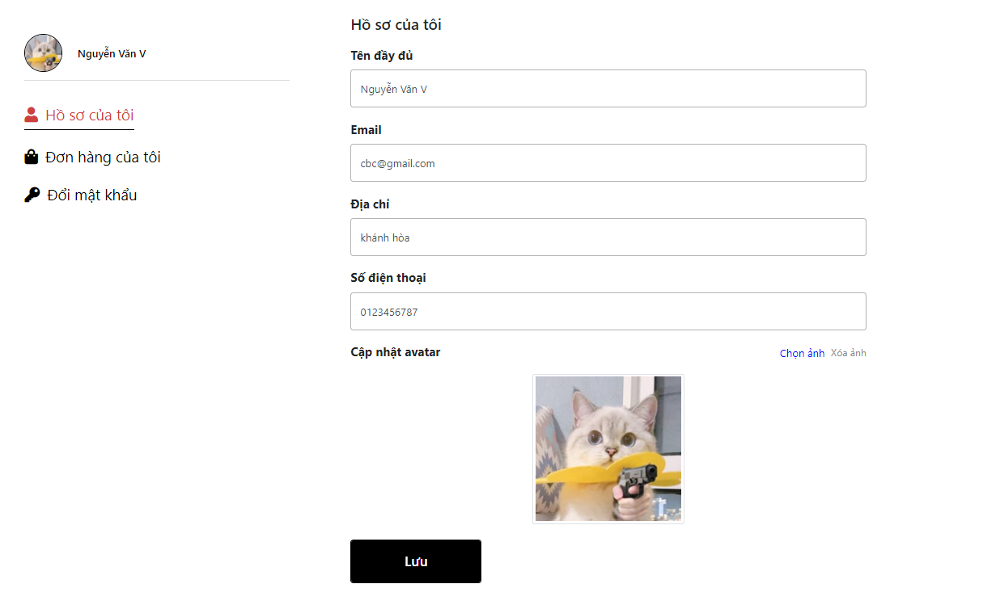 Nguyễn Văn V
Hồ sơ của tôi
Đơn hàng của tôi
Đổi mật khẩu
Hồ sơ của tôi
Tên đầy đủ
Nguyễn Văn V
Email
cbc@gmail.com
Địa chỉ
khánh hòa
Số điện thoại
0123456787
Cập nhật avatar
Chọn ảnh Xóa ảnh
Lưu